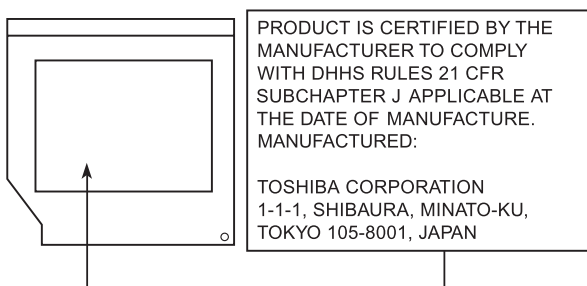 PRODUCT IS CERTIFIED BY THE
MANUFACTURER TO COMPLY
WITH DHHS RULES 21 CFR
SUBCHAPTER J APPLICABLE AT
THE DATE OF MANUFACTURE.
MANUFACTURED:
TOSHIBA CORPORATION
1-1-1, SHIBAURA, MINATO-KU,
TOKYO 105-8001, JAPAN